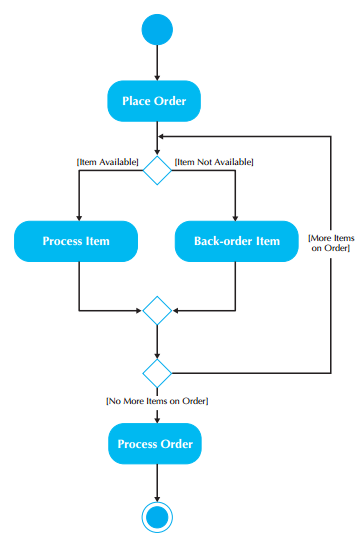 Place Order
[Item Available]
[Item Not Available]
Process Item
Back-order Item
[More Items
on Order]
[No More Items on Order]
Process Order